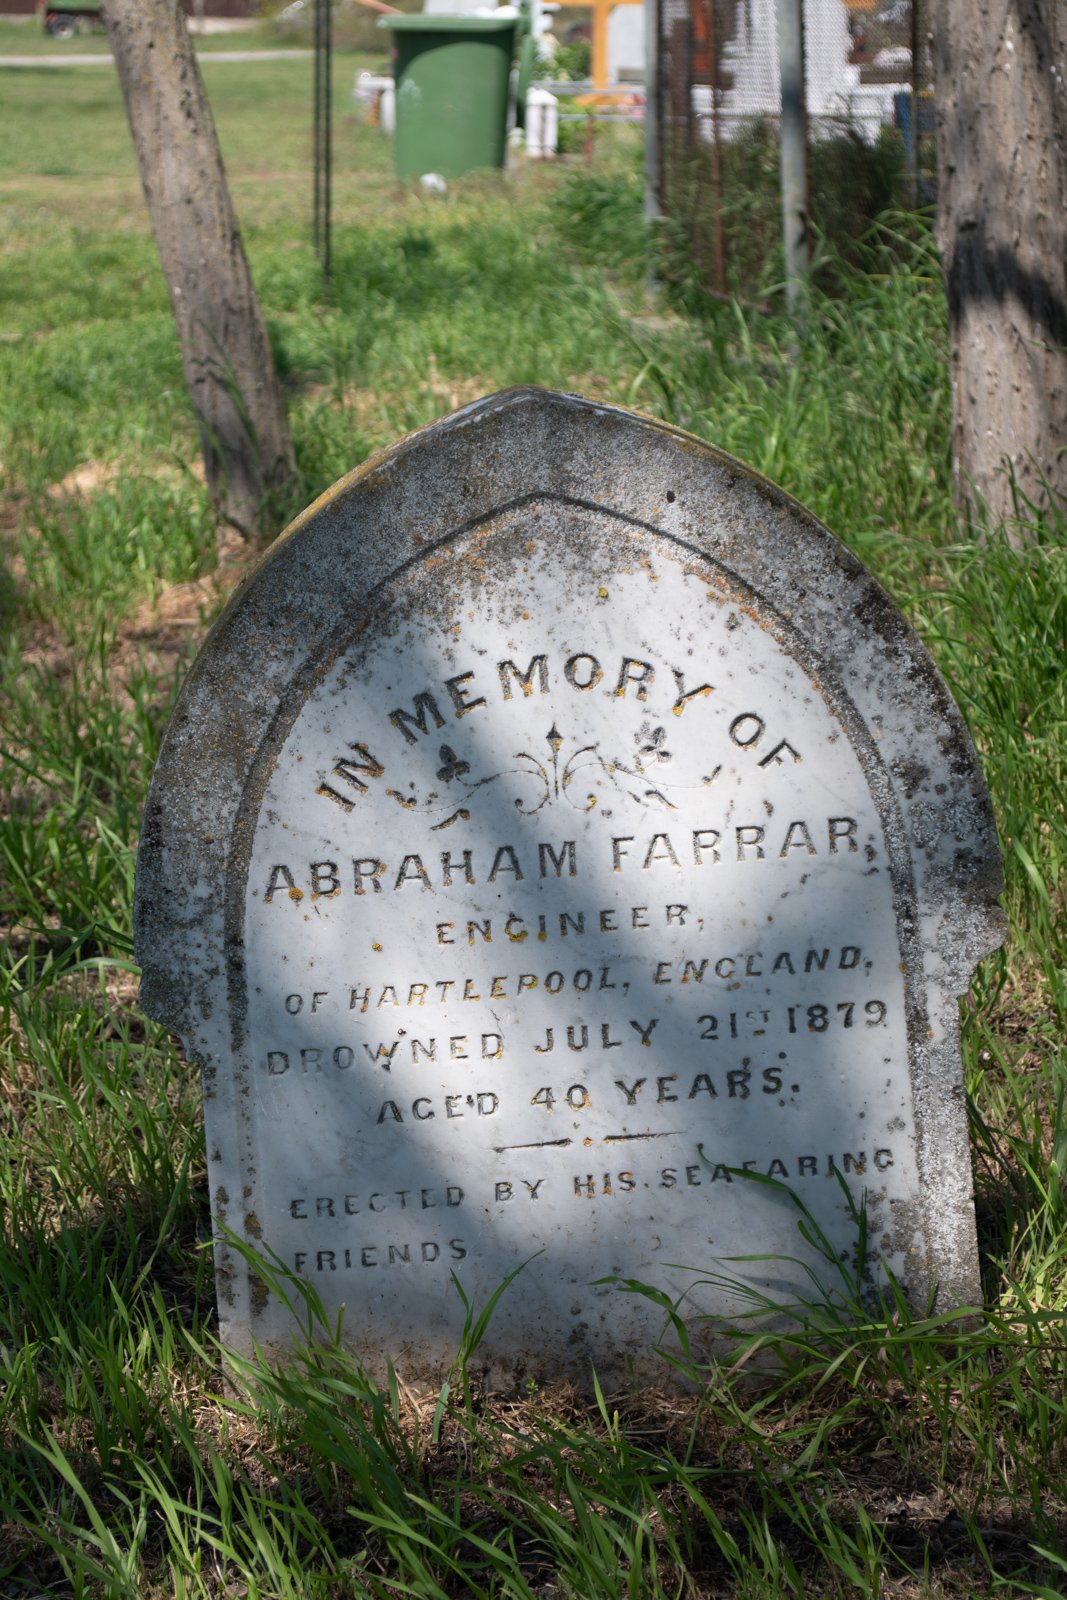 IN MEMORY OF
ABRAHAM FARRAR,
ENGINEER,
OF HARTLEPOOL, ENGLAND,
DROWNED JULY 21ST 1879
AGE'D 40 YEARS.
ERECTED BY HIS SEAFARING
FRIENDS